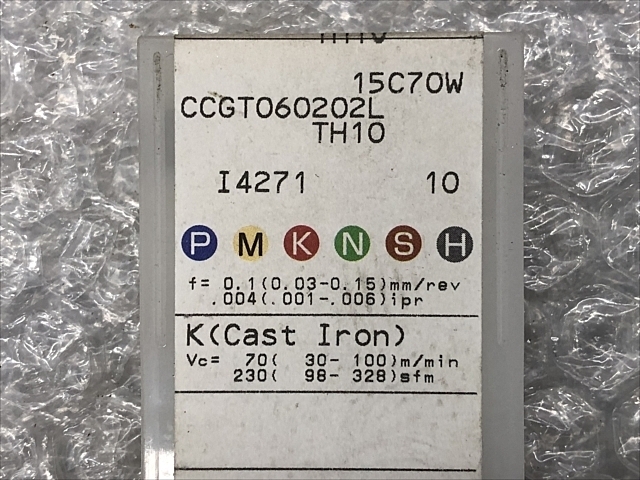 15C70W
CCGT060202L
TH10
I4271 10
P M K N S H
f= 0.1(0.03-0.15)mm/rev
.004(.001-.006)ipr
K(Cast Iron)
Vc= 70( 30- 100)m/min
230( 98- 328)sfm